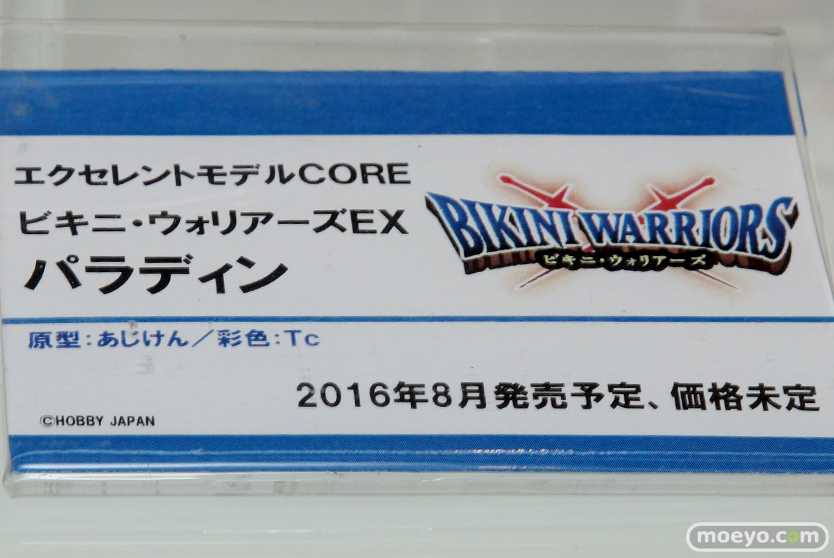 エクセレントモデルCORE
ビキニ・ウォリアーズEX
パラディン
BIKINI WARRIORS
ビキニ・ウォリアーズ
原型:あじけん/彩色:Tc
2016年8月発売予定、価格未定
©HOBBY JAPAN
moeyo.com